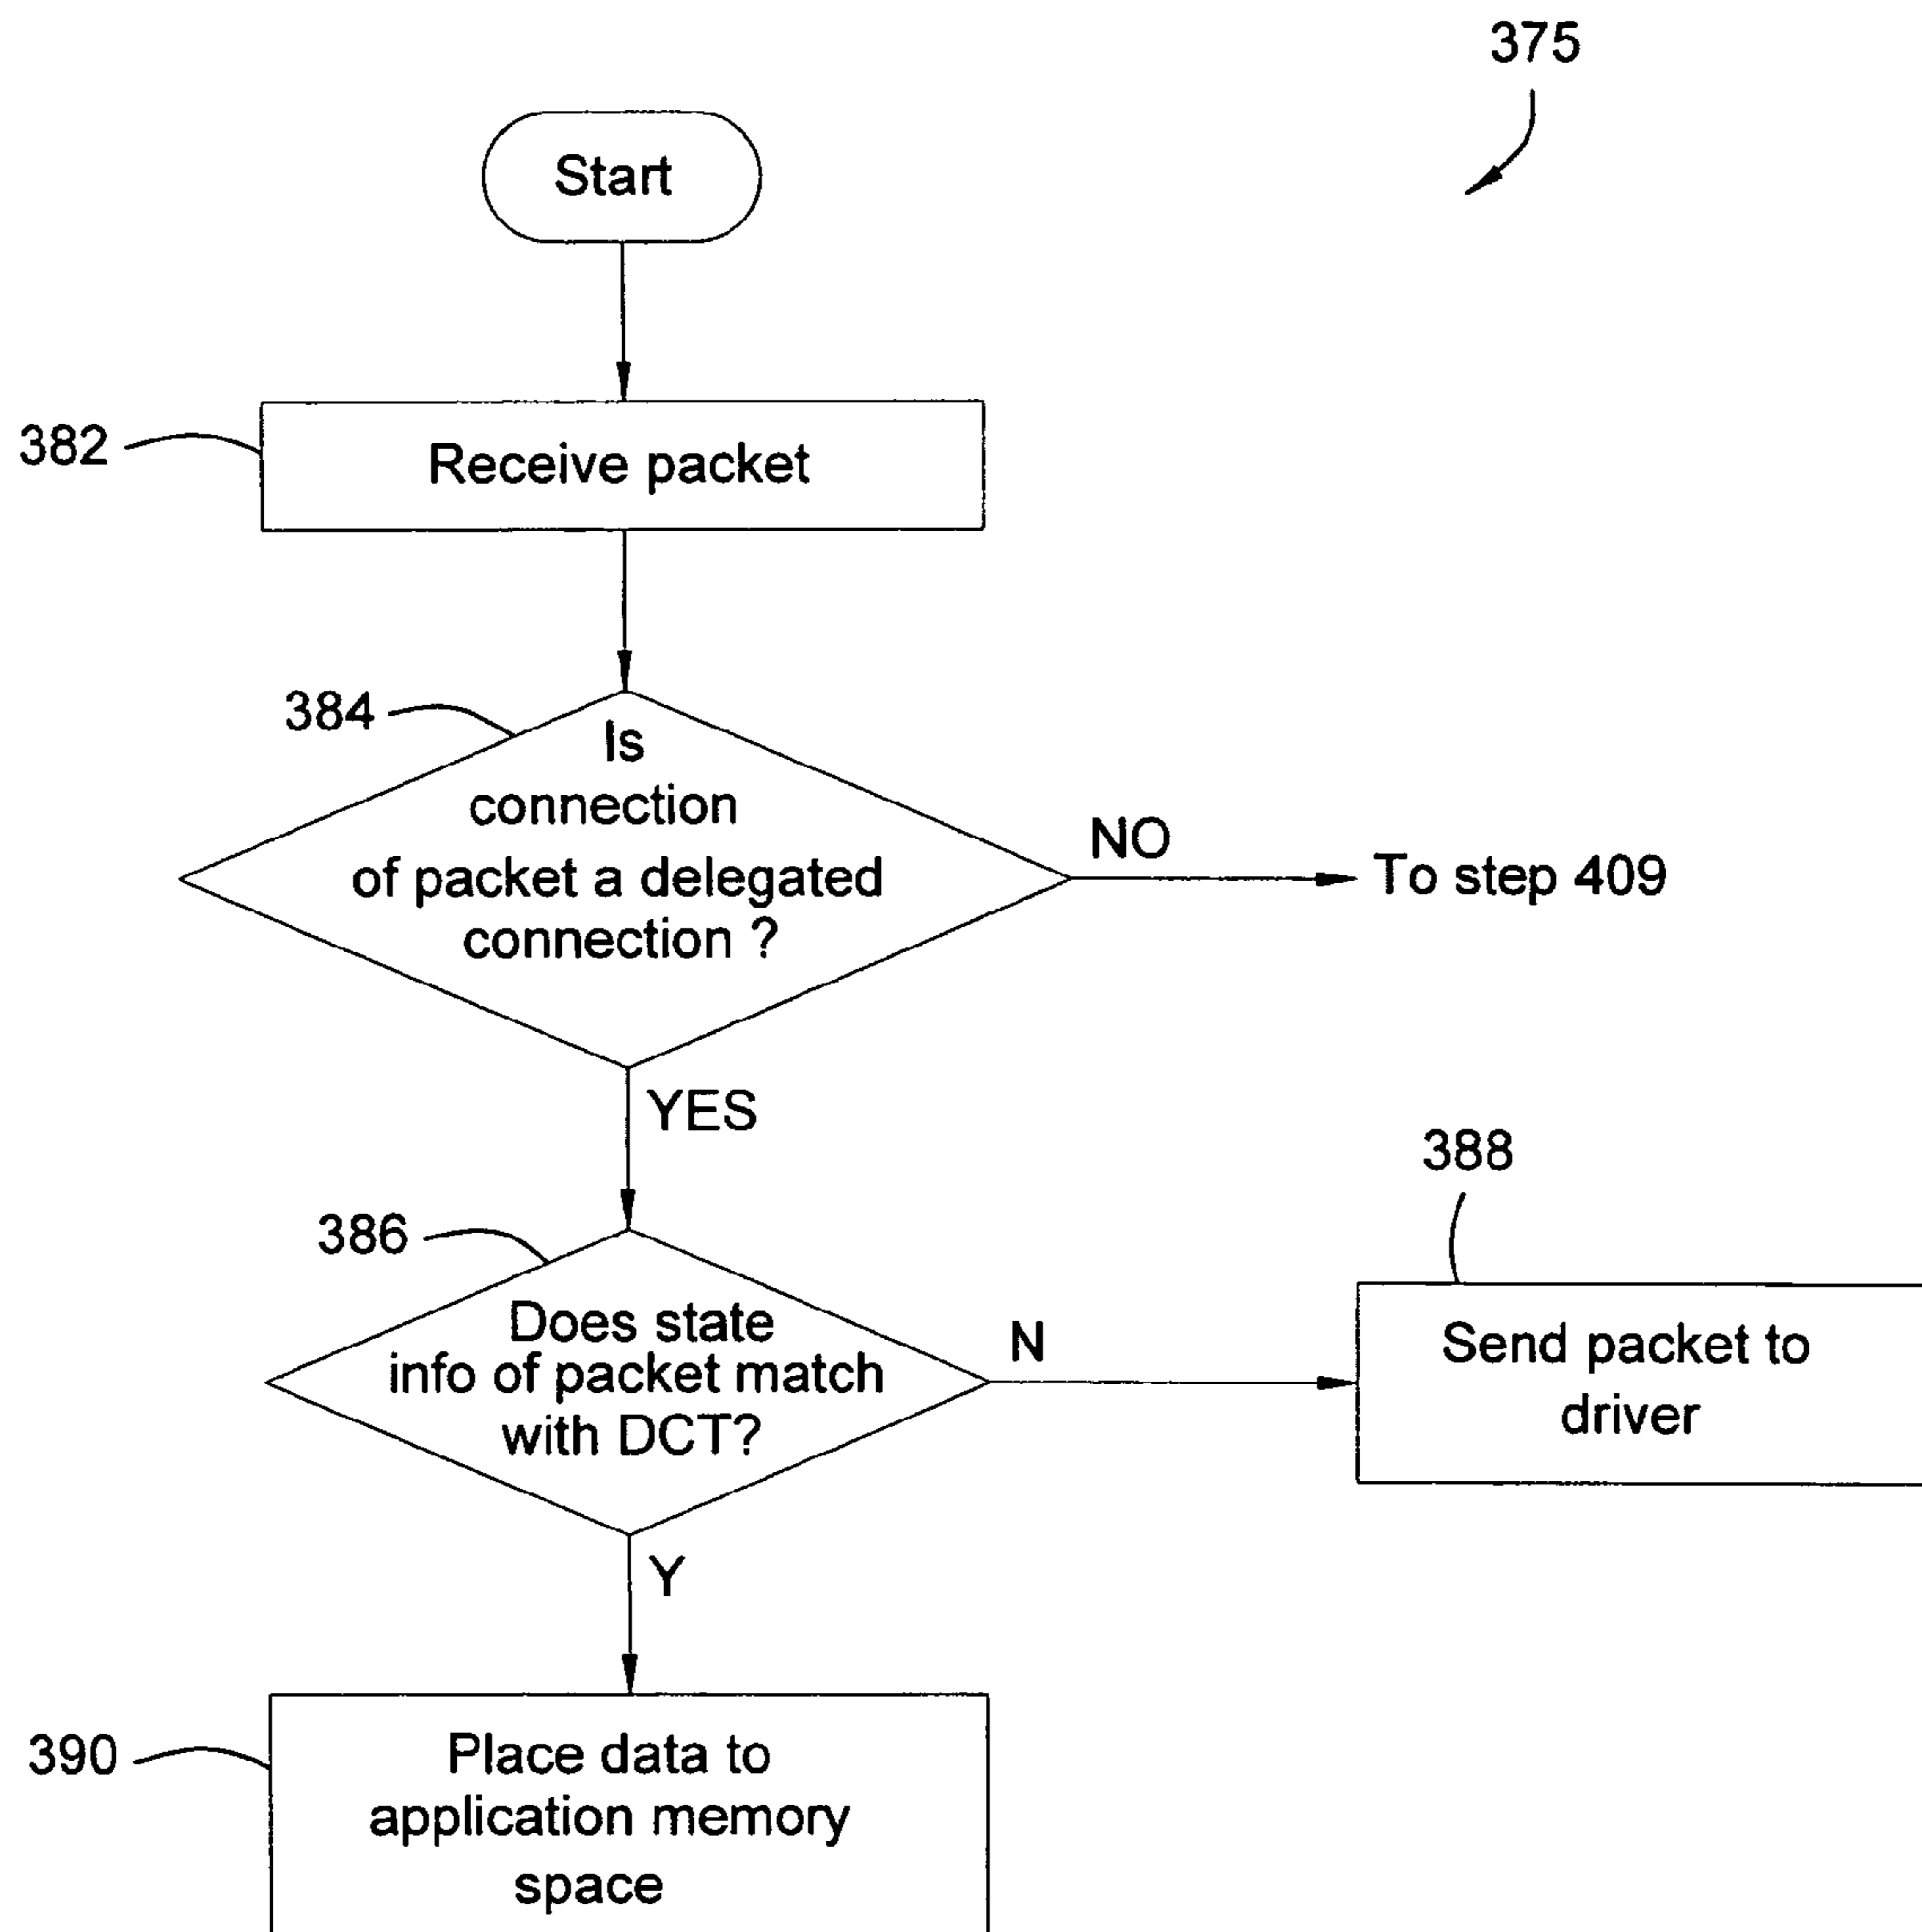 375
Start
382
Receive packet
384
Is
connection
of packet a delegated
connection ?
NO
To step 409
YES
388
386
Does state
info of packet match
with DCT?
N
Send packet to
driver
Y
390
Place data to
application memory
space